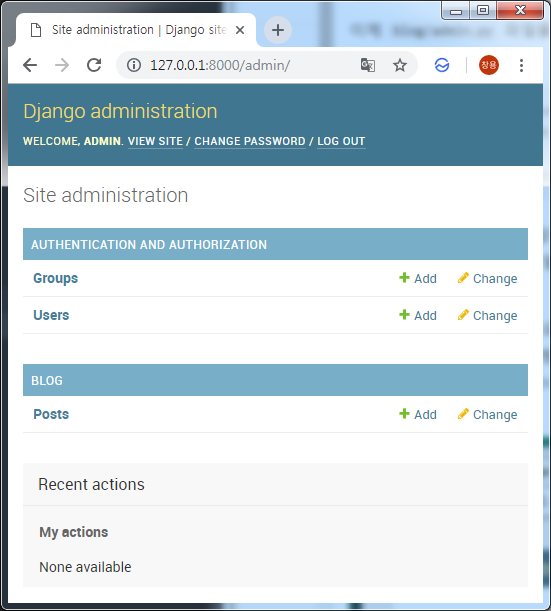 Site administration | Django site
127.0.0.1:8000/admin/
창용
Django administration
WELCOME, ADMIN. VIEW SITE / CHANGE PASSWORD / LOG OUT
Site administration
AUTHENTICATION AND AUTHORIZATION
Groups Add Change
Users Add Change
BLOG
Posts Add Change
Recent actions
My actions
None available